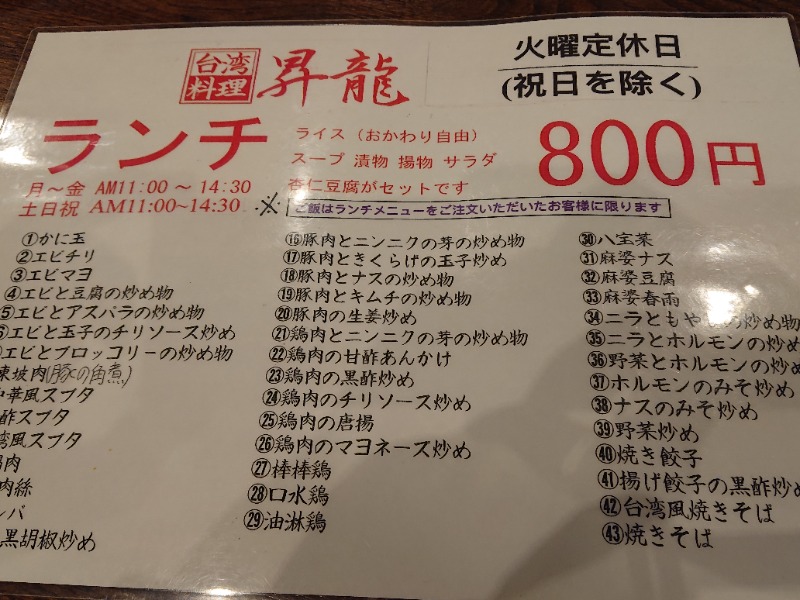 台湾料理
昇龍
火曜定休日
(祝日を除く)
ランチ
ライス（おかわり自由）
スープ 漬物 揚物 サラダ
杏仁豆腐がセットです
800円
月～金 AM11:00～14:30
土日祝 AM11:00~14:30
※ ご飯はランチメニューをご注文いただいたお客様に限ります
①かに玉
②エビチリ
③エビマヨ
④エビと豆腐の炒め物
⑤エビとアスパラの炒め物
⑥エビと玉子のチリソース炒め
エビとブロッコリーの炒め物
東坡肉(豚の角煮)
中華風スブタ
酢スブタ
湾風スブタ
肉
肉絲
レバ
黒胡椒炒め
⑯豚肉とニンニクの芽の炒め物
⑰豚肉ときくらげの玉子炒め
⑱豚肉とナスの炒め物
⑲豚肉とキムチの炒め物
⑳豚肉の生姜炒め
㉑鶏肉とニンニクの芽の炒め物
㉒鶏肉の甘酢あんかけ
㉓鶏肉の黒酢炒め
㉔鶏肉のチリソース炒め
㉕鶏肉の唐揚
㉖鶏肉のマヨネーズ炒め
㉗棒棒鶏
㉘口水鶏
㉙油淋鶏
㉚八宝菜
㉛麻婆ナス
㉜麻婆豆腐
㉝麻婆春雨
㉞ニラともやしの炒め物
㉟ニラとホルモンの炒め
㊱野菜とホルモンの炒め
㊲ホルモンのみそ炒め
㊳ナスのみそ炒め
㊴野菜炒め
㊵焼き餃子
㊶揚げ餃子の黒酢炒め
㊷台湾風焼きそば
㊸焼きそば